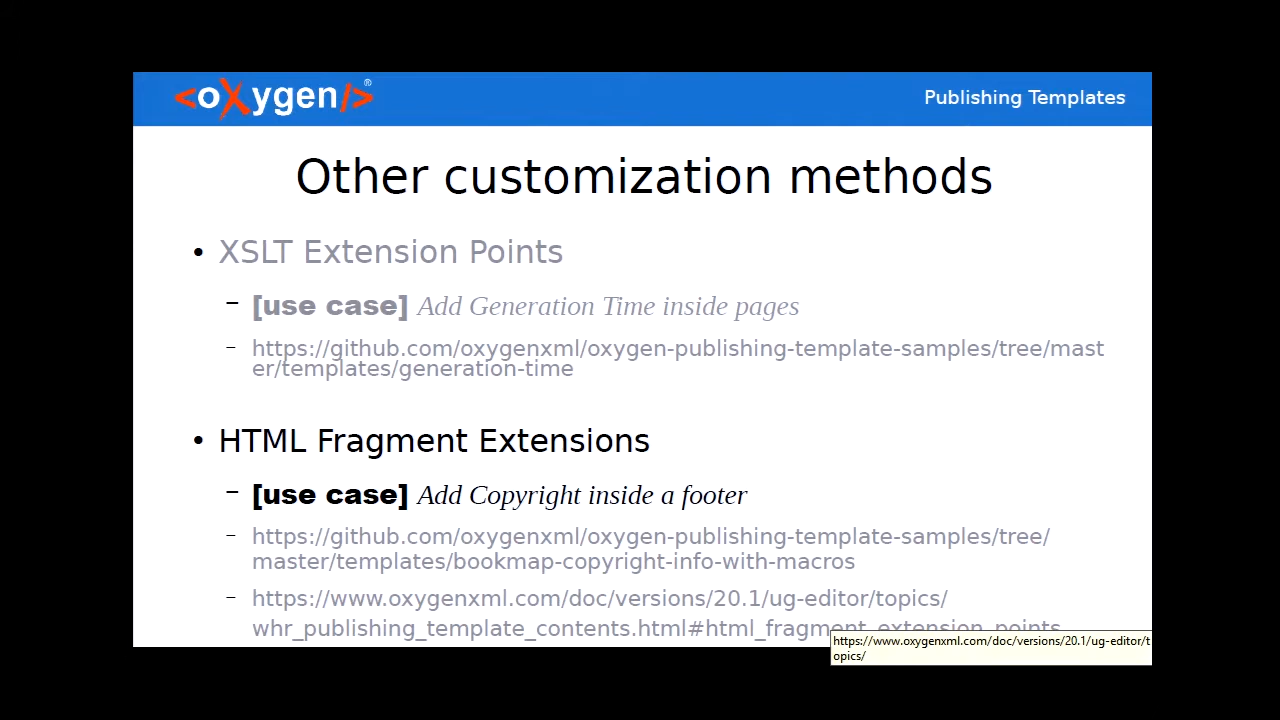 <oXygen/>®
Publishing Templates
Other customization methods
• XSLT Extension Points
– [use case] Add Generation Time inside pages
– https://github.com/oxygenxml/oxygen-publishing-template-samples/tree/mast
er/templates/generation-time
• HTML Fragment Extensions
– [use case] Add Copyright inside a footer
– https://github.com/oxygenxml/oxygen-publishing-template-samples/tree/
master/templates/bookmap-copyright-info-with-macros
– https://www.oxygenxml.com/doc/versions/20.1/ug-editor/topics/
whr_publishing_template_contents.html#html_fragment_extension_points
https://www.oxygenxml.com/doc/versions/20.1/ug-editor/t
opics/